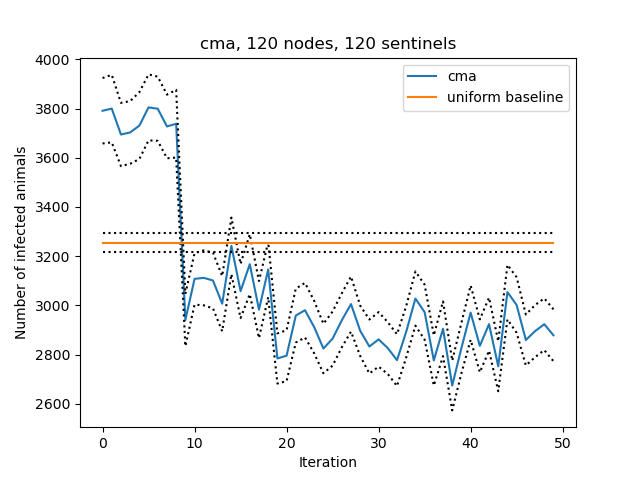 cma, 120 nodes, 120 sentinels
4000
3800
3600
3400
3200
3000
2800
2600
Number of infected animals
cma
uniform baseline
0 10 20 30 40 50
Iteration